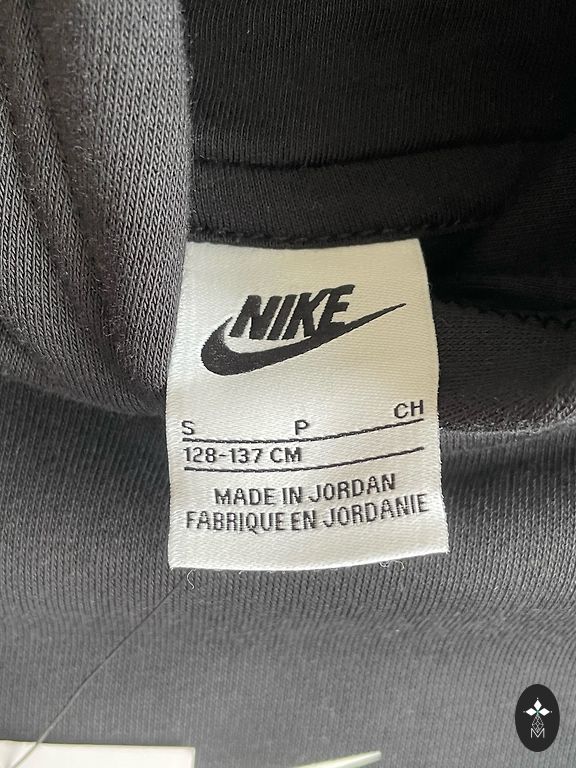 NIKE
S P CH
128-137 CM
MADE IN JORDAN
FABRIQUE EN JORDANIE
M